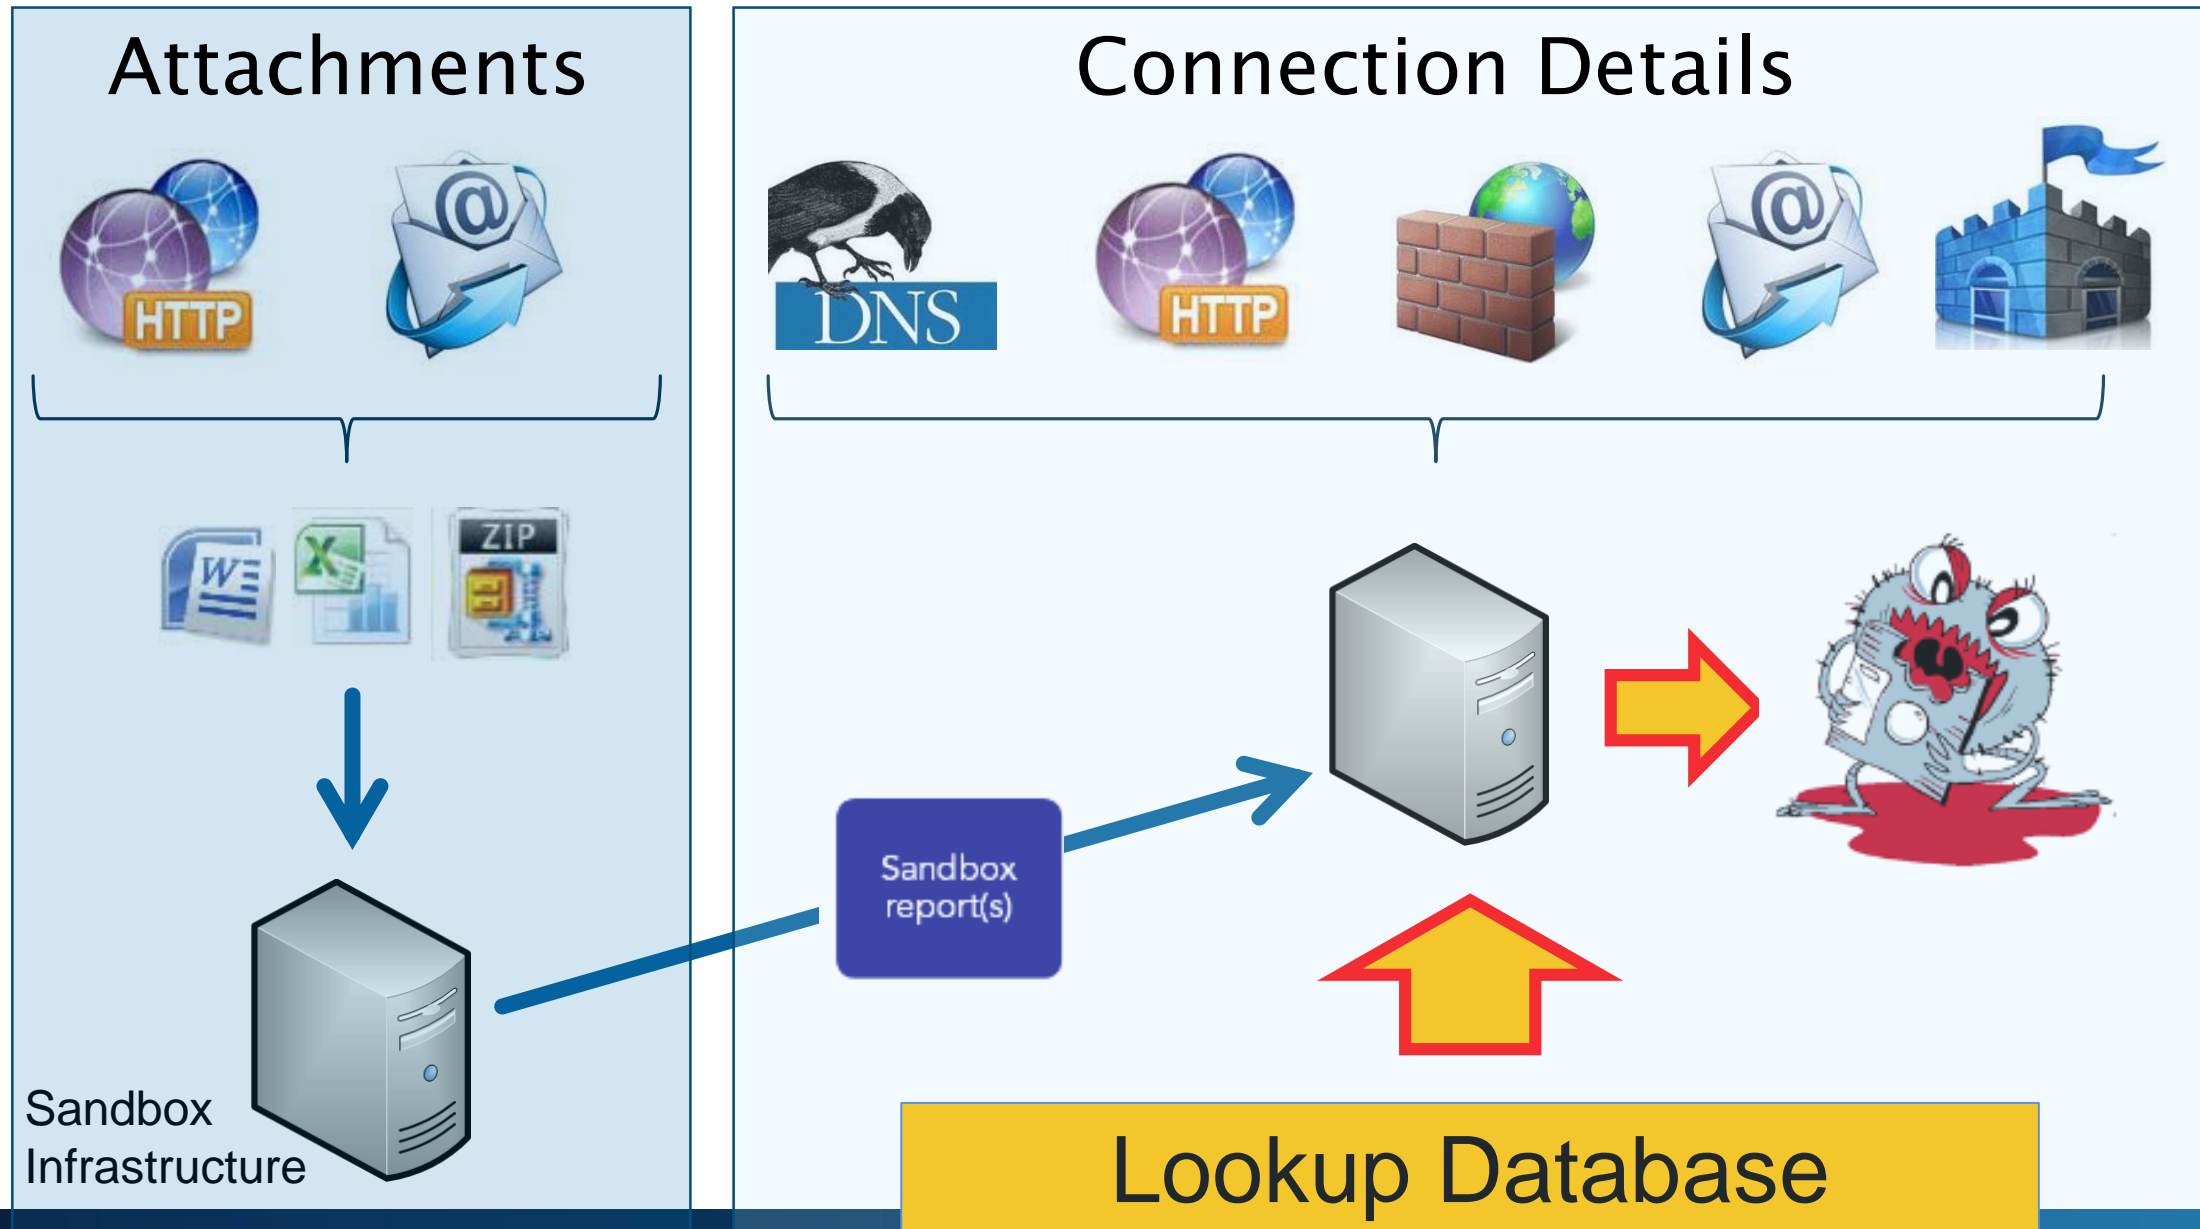 Attachments
Connection Details
HTTP
@
DNS
HTTP
@
W
X
ZIP
Sandbox
report(s)
Sandbox
Infrastructure
Lookup Database